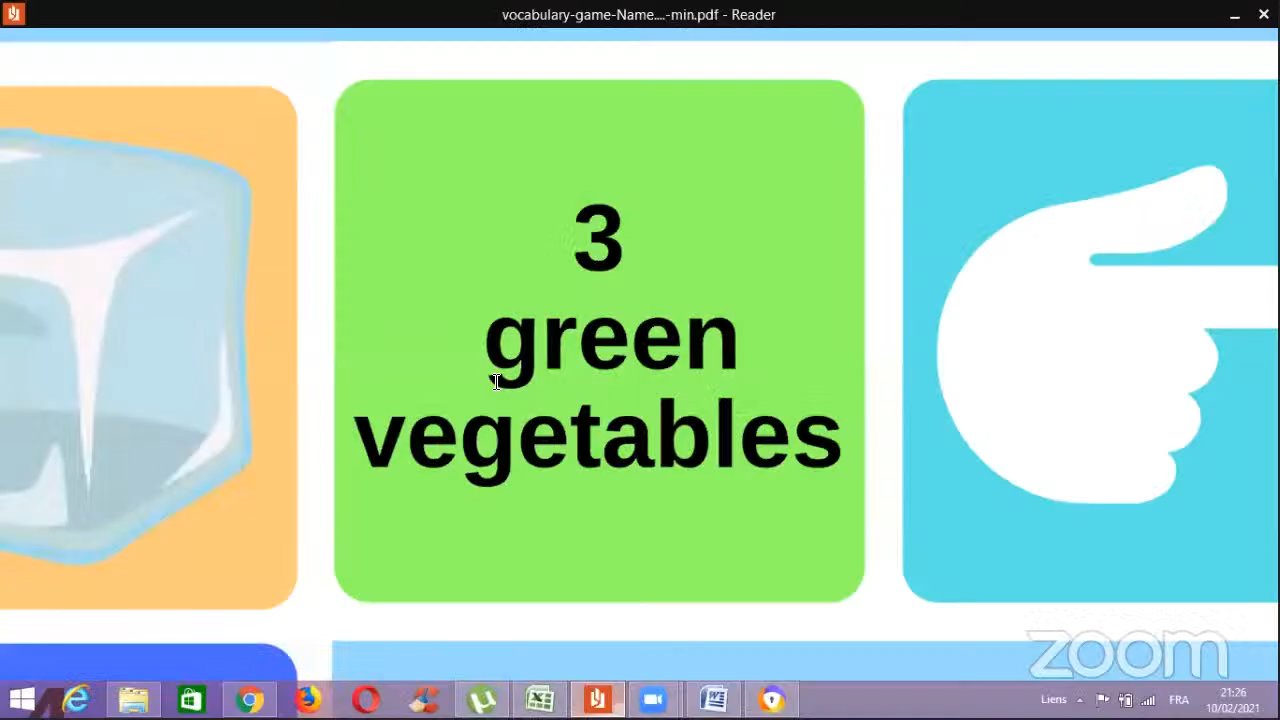 vocabulary-game-Name....-min.pdf - Reader
3
green
vegetables
zoom
Liens
FRA
21:26
10/02/2021